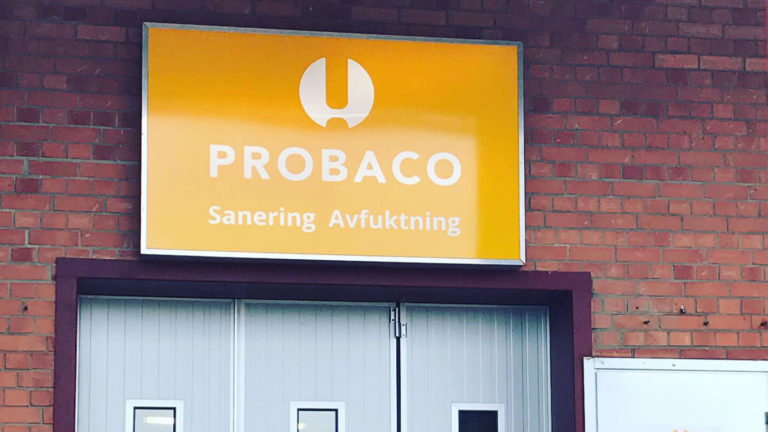 PROBACO
Sanering Avfuktning